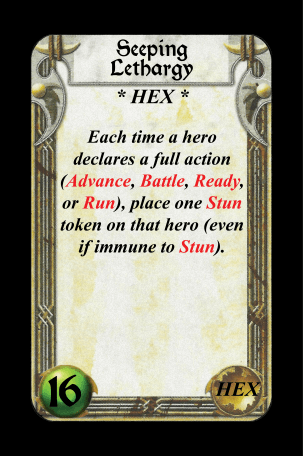 Seeping
Lethargy
* HEX *
Each time a hero
declares a full action
(Advance, Battle, Ready,
or Run), place one Stun
token on that hero (even
if immune to Stun).
16
HEX